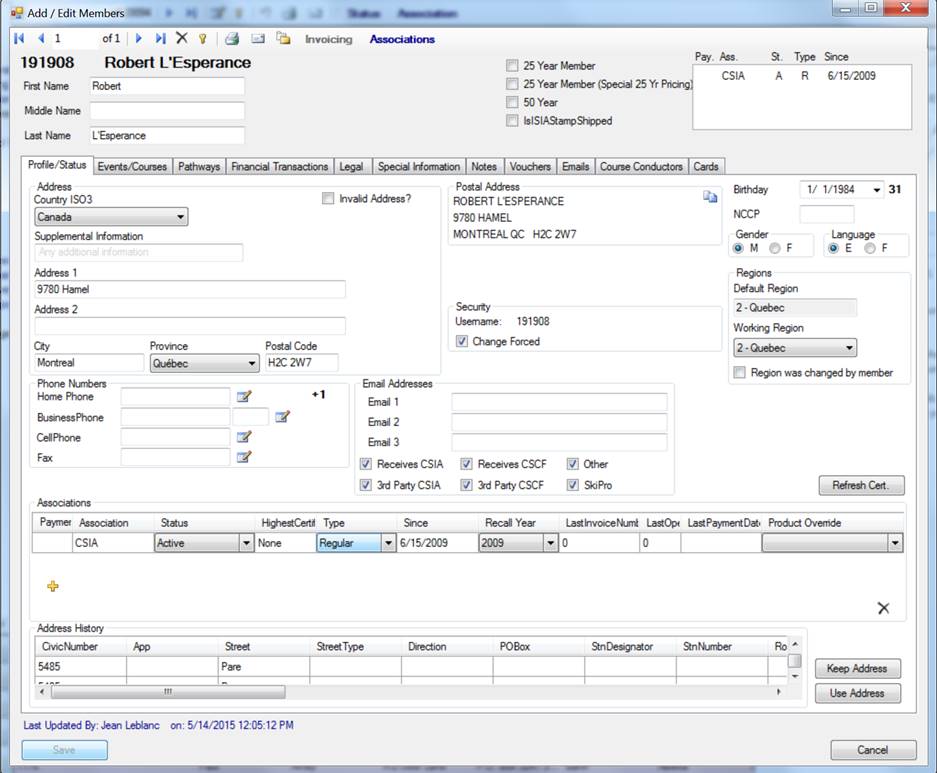 Add / Edit Members
Status Association
1 of 1 Invoicing Associations
191908 Robert L'Esperance
First Name Robert
Middle Name
Last Name L'Esperance
25 Year Member
25 Year Member (Special 25 Yr Pricing)
50 Year
IsISIAStampShipped
Pay. Ass. St. Type Since
CSIA A R 6/15/2009
Profile/Status Events/Courses Pathways Financial Transactions Legal Special Information Notes Vouchers Emails Course Conductors Cards
Address
Country ISO3 Invalid Address?
Canada
Supplemental Information
Any additional information
Address 1
9780 Hamel
Address 2
City Province Postal Code
Montreal Québec H2C 2W7
Postal Address
ROBERT L'ESPERANCE
9780 HAMEL
MONTREAL QC H2C 2W7
Security
Username: 191908
Change Forced
Birthday 1/ 1/1984 31
NCCP
Gender
M F
Language
E F
Regions
Default Region
2 - Quebec
Working Region
2 - Quebec
Region was changed by member
Phone Numbers
Home Phone +1
BusinessPhone
CellPhone
Fax
Email Addresses
Email 1
Email 2
Email 3
Receives CSIA Receives CSCF Other
3rd Party CSIA 3rd Party CSCF SkiPro
Refresh Cert.
Associations
Paymer Association Status HighestCertif Type Since Recall Year LastInvoiceNumb LastOpe LastPaymentDate Product Override
CSIA Active None Regular 6/15/2009 2009 0 0
Address History
CivicNumber App Street StreetType Direction POBox StnDesignator StnNumber Ro
5485 Pare
Keep Address
Use Address
Last Updated By: Jean Leblanc on: 5/14/2015 12:05:12 PM
Save Cancel